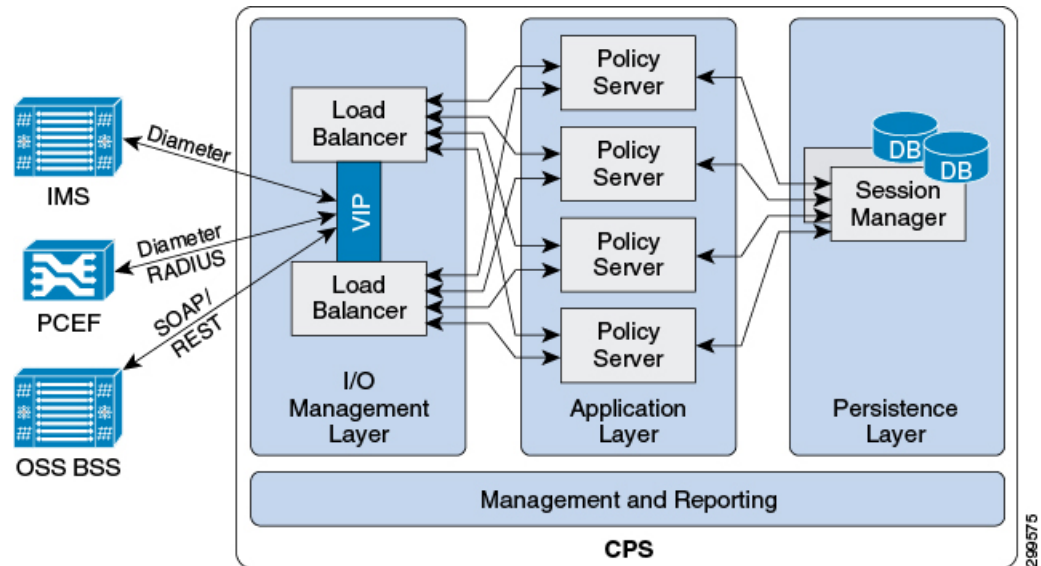 IMS
Diameter
PCEF
Diameter
RADIUS
OSS BSS
SOAP/
REST
Load
Balancer
VIP
Load
Balancer
I/O
Management
Layer
Policy
Server
Policy
Server
Policy
Server
Policy
Server
Application
Layer
DB
DB
Session
Manager
Persistence
Layer
Management and Reporting
CPS
299575